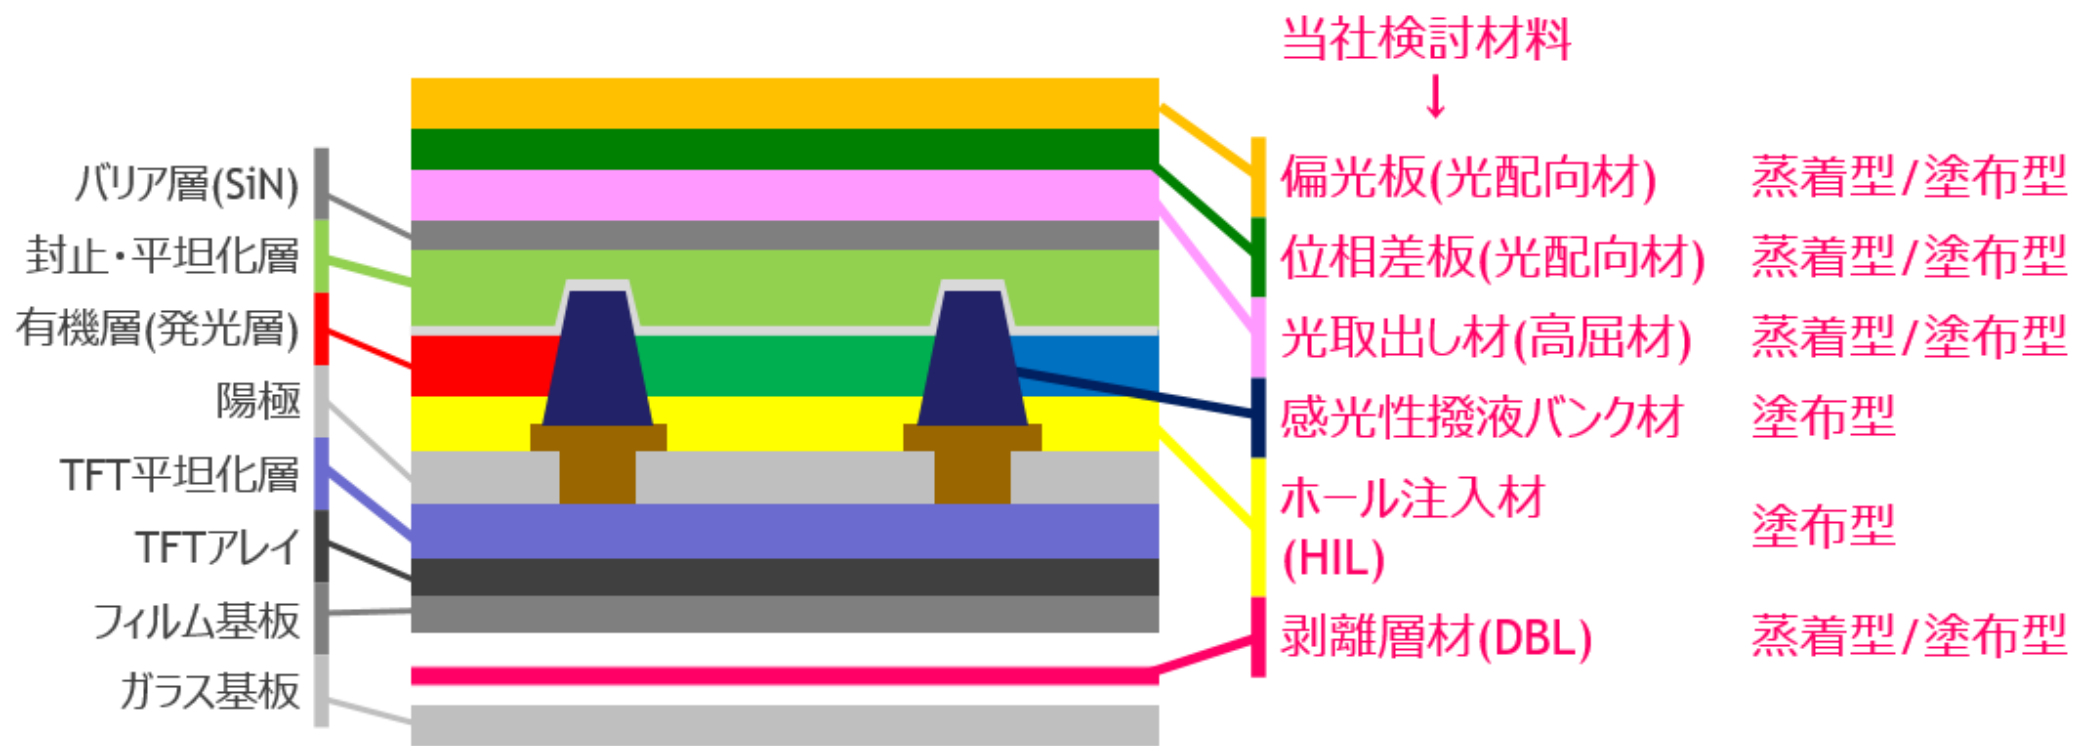 当社検討材料
↓
バリア層(SiN)
封止・平坦化層
有機層(発光層)
陽極
TFT平坦化層
TFTアレイ
フィルム基板
ガラス基板
偏光板(光配向材) 蒸着型/塗布型
位相差板(光配向材) 蒸着型/塗布型
光取出し材(高屈材) 蒸着型/塗布型
感光性撥液バンク材 塗布型
ホール注入材
(HIL) 塗布型
剥離層材(DBL) 蒸着型/塗布型